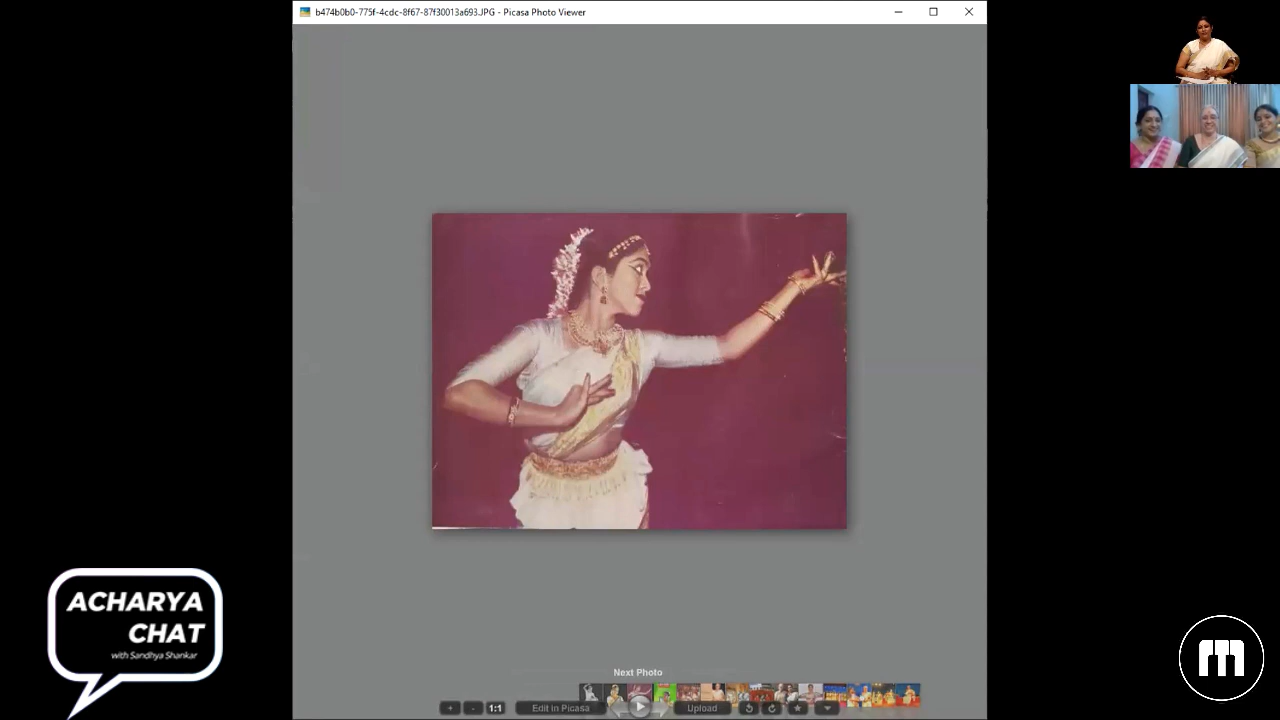 b474b0b0-775f-4cdc-8f67-87f30013a693.JPG - Picasa Photo Viewer
ACHARYA
CHAT
with Sandhya Shankar
Next Photo
1:1
Edit in Picasa
Upload